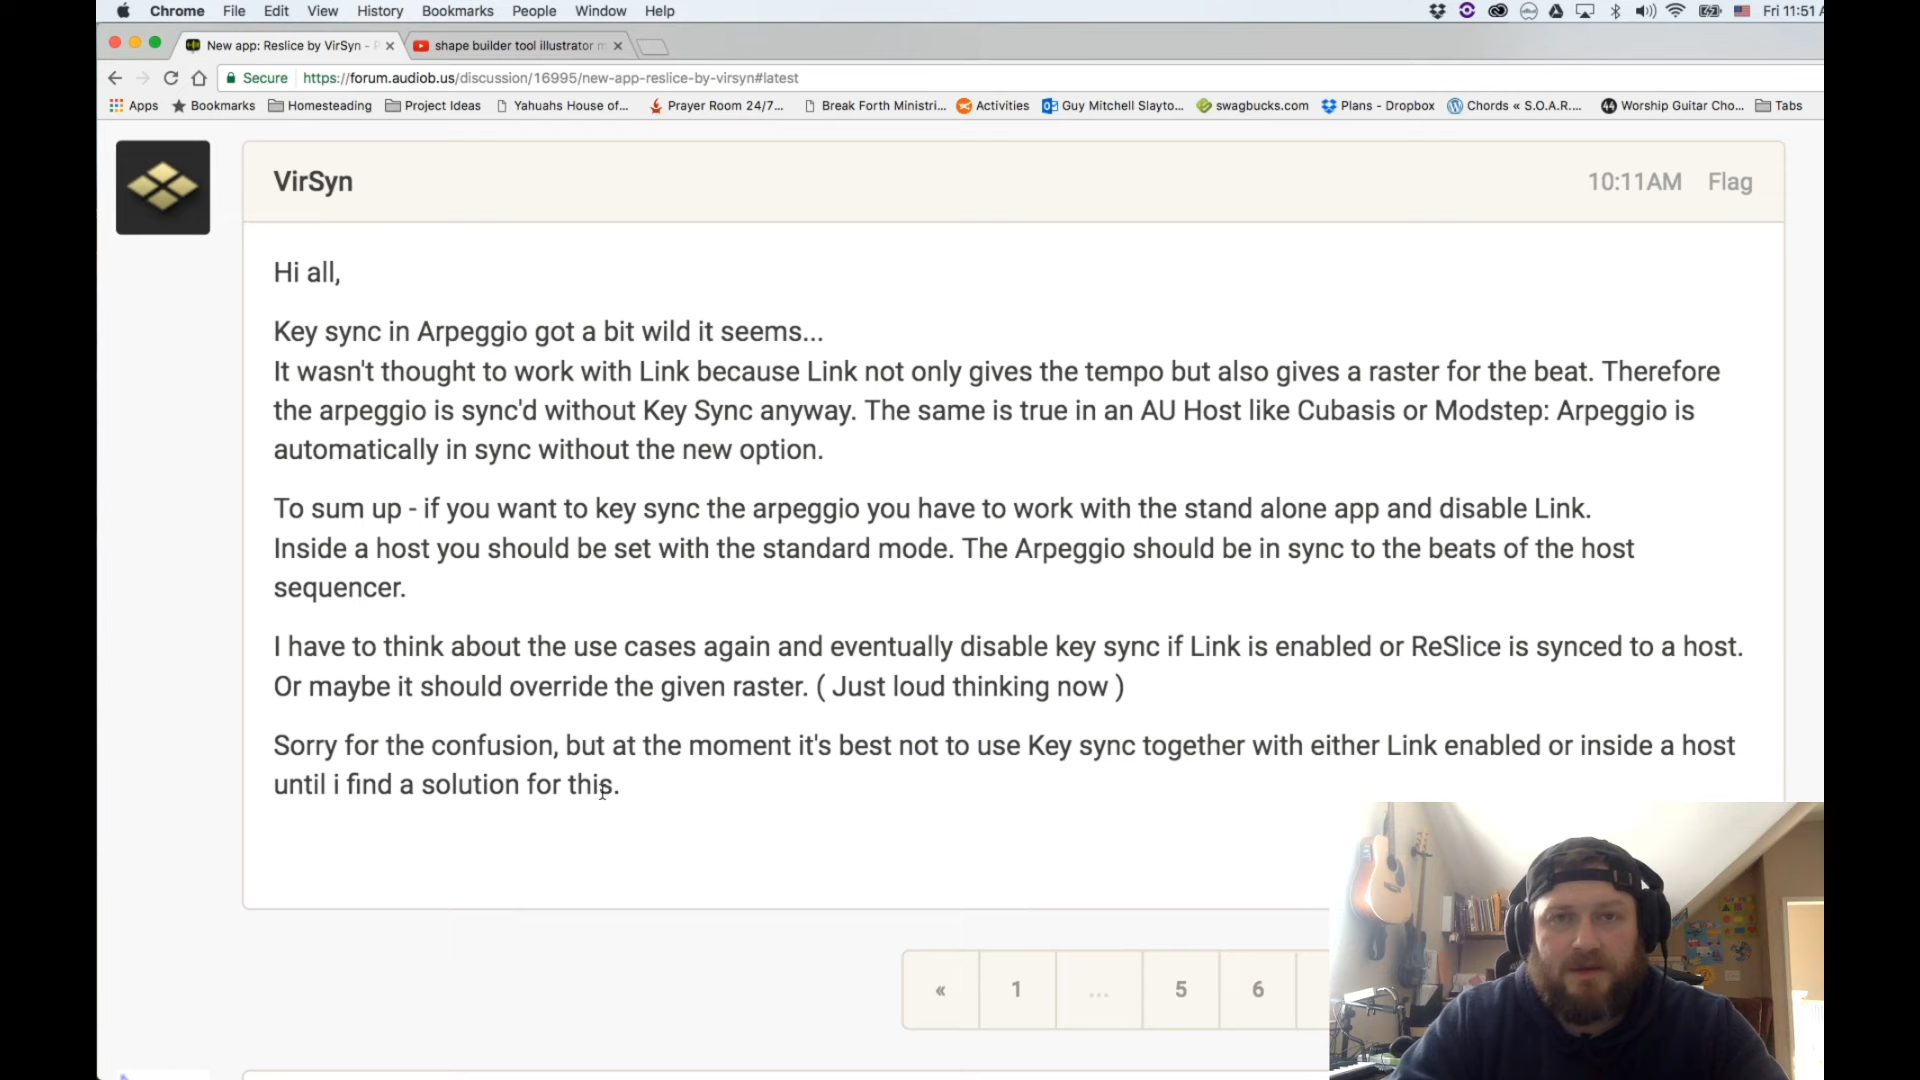 Chrome File Edit View History Bookmarks People Window Help Fri 11:51 A
New app: Reslice by VirSyn - shape builder tool illustrator
Secure https://forum.audiob.us/discussion/16995/new-app-reslice-by-virsyn#latest
Apps Bookmarks Homesteading Project Ideas Yahuahs House of... Prayer Room 24/7... Break Forth Ministri... Activities Guy Mitchell Slayto... swagbucks.com Plans - Dropbox Chords « S.O.A.R.... Worship Guitar Cho... Tabs
VirSyn 10:11AM Flag
Hi all,
Key sync in Arpeggio got a bit wild it seems...
It wasn't thought to work with Link because Link not only gives the tempo but also gives a raster for the beat. Therefore
the arpeggio is sync'd without Key Sync anyway. The same is true in an AU Host like Cubasis or Modstep: Arpeggio is
automatically in sync without the new option.
To sum up - if you want to key sync the arpeggio you have to work with the stand alone app and disable Link.
Inside a host you should be set with the standard mode. The Arpeggio should be in sync to the beats of the host
sequencer.
I have to think about the use cases again and eventually disable key sync if Link is enabled or ReSlice is synced to a host.
Or maybe it should override the given raster. ( Just loud thinking now )
Sorry for the confusion, but at the moment it's best not to use Key sync together with either Link enabled or inside a host
until i find a solution for this.
« 1 ... 5 6